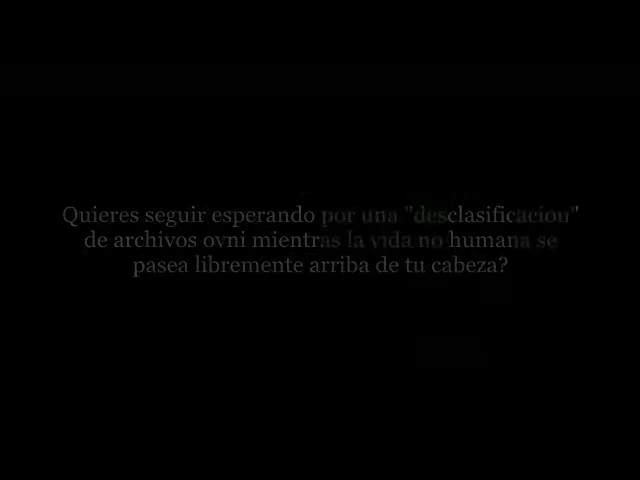 Quieres seguir esperando por una "desclasificacion"
de archivos ovni mientras la vida no humana se
pasea libremente arriba de tu cabeza?